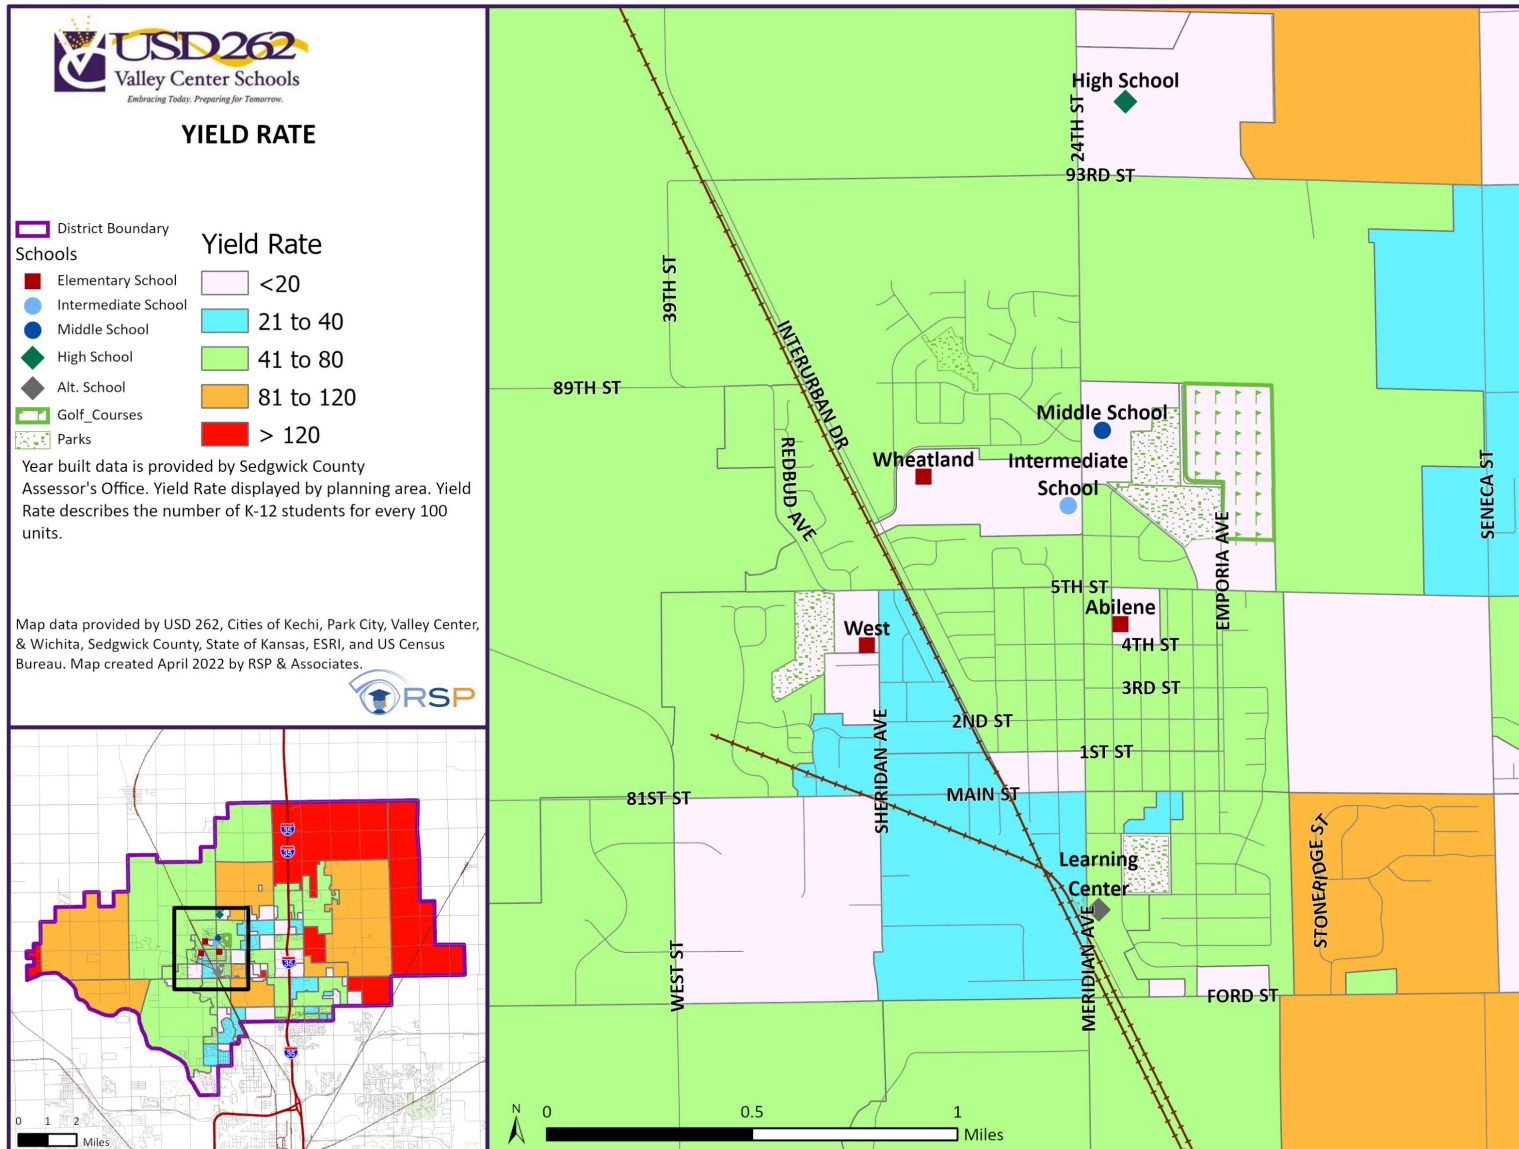 USD262
Valley Center Schools
Embracing Today. Preparing for Tomorrow.
YIELD RATE
District Boundary
Schools
Elementary School
Intermediate School
Middle School
High School
Alt. School
Golf_Courses
Parks
Yield Rate
<20
21 to 40
41 to 80
81 to 120
> 120
Year built data is provided by Sedgwick County
Assessor's Office. Yield Rate displayed by planning area. Yield
Rate describes the number of K-12 students for every 100
units.
Map data provided by USD 262, Cities of Kechi, Park City, Valley Center,
& Wichita, Sedgwick County, State of Kansas, ESRI, and US Census
Bureau. Map created April 2022 by RSP & Associates.
RSP
35
35
35
35
0 1 2
Miles
High School
24TH ST
93RD ST
39TH ST
INTERURBAN DR
89TH ST
REDBUD AVE
Middle School
Wheatland
Intermediate
School
SENECA ST
EMPORIA AVE
5TH ST
Abilene
West
4TH ST
3RD ST
2ND ST
SHERIDAN AVE
1ST ST
81ST ST
MAIN ST
Learning
Center
STONERIDGE ST
WEST ST
MERIDIAN AVE
FORD ST
N
0 0.5 1
Miles